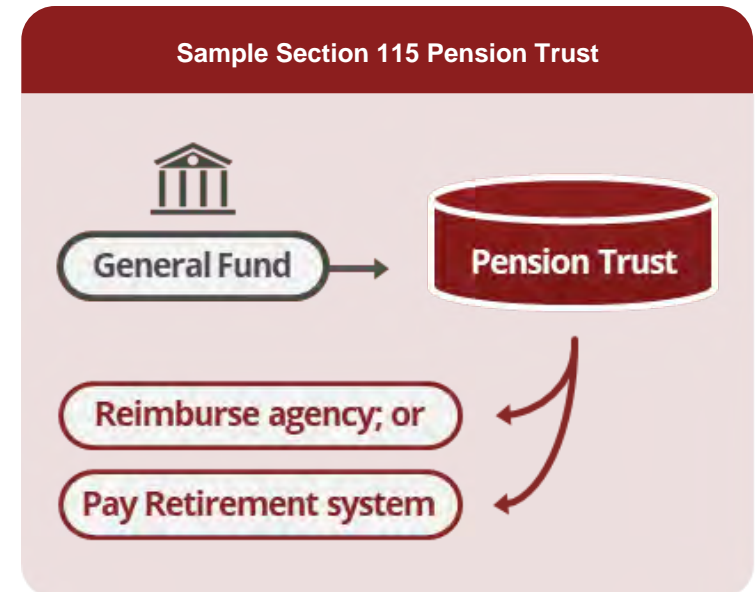 Sample Section 115 Pension Trust
General Fund
Pension Trust
Reimburse agency; or
Pay Retirement system